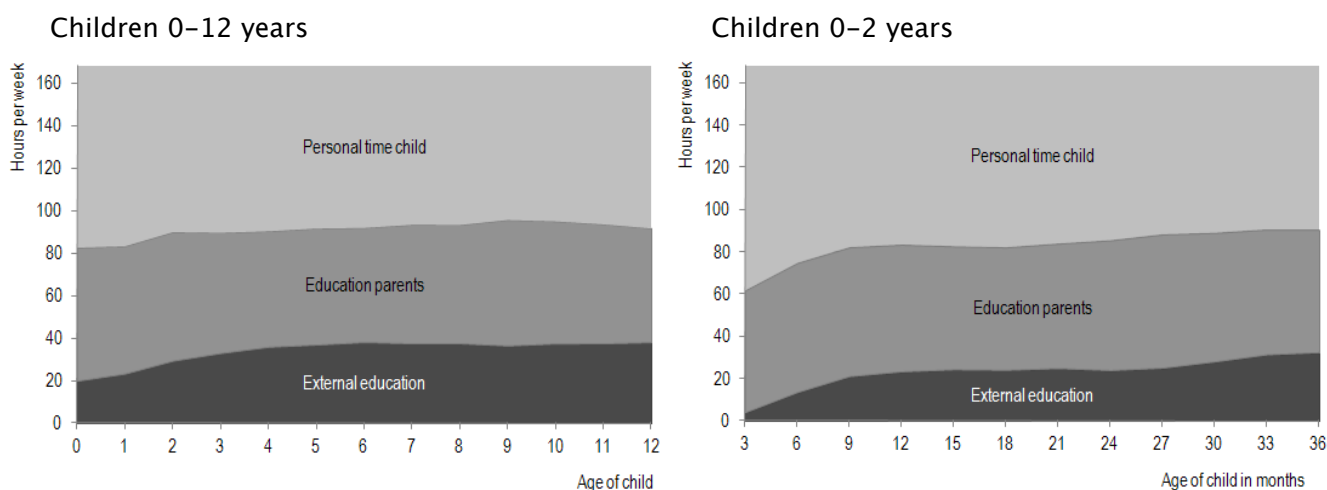 Children 0–12 years
Hours per week
160
140
120
100
80
60
40
20
0
Personal time child
Education parents
External education
0 1 2 3 4 5 6 7 8 9 10 11 12
Age of child
Children 0–2 years
Hours per week
160
140
120
100
80
60
40
20
0
Personal time child
Education parents
External education
3 6 9 12 15 18 21 24 27 30 33 36
Age of child in months